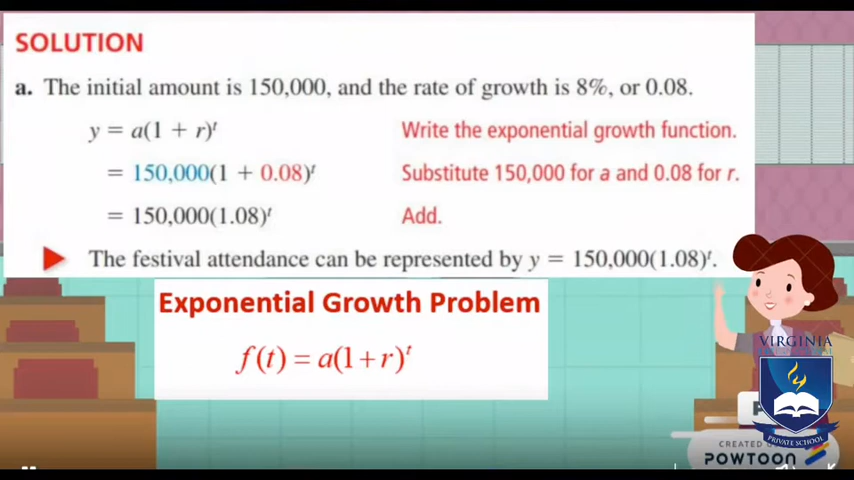 SOLUTION
a. The initial amount is 150,000, and the rate of growth is 8%, or 0.08.
y = a(1 + r)^t Write the exponential growth function.
= 150,000(1 + 0.08)^t Substitute 150,000 for a and 0.08 for r.
= 150,000(1.08)^t Add.
The festival attendance can be represented by y = 150,000(1.08)^t.
Exponential Growth Problem
f(t) = a(1+r)^t
VIRGINIA
PRIVATE SCHOOL
CREATED
POWTOON